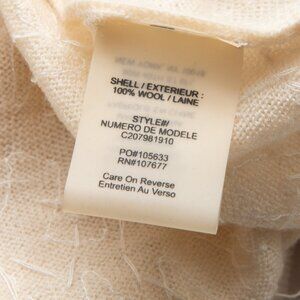 SHELL / EXTERIEUR :
100% WOOL / LAINE
STYLE#/
NUMERO DE MODELE
C207981910
PO#105633
RN#107677
Care On Reverse
Entretien Au Verso